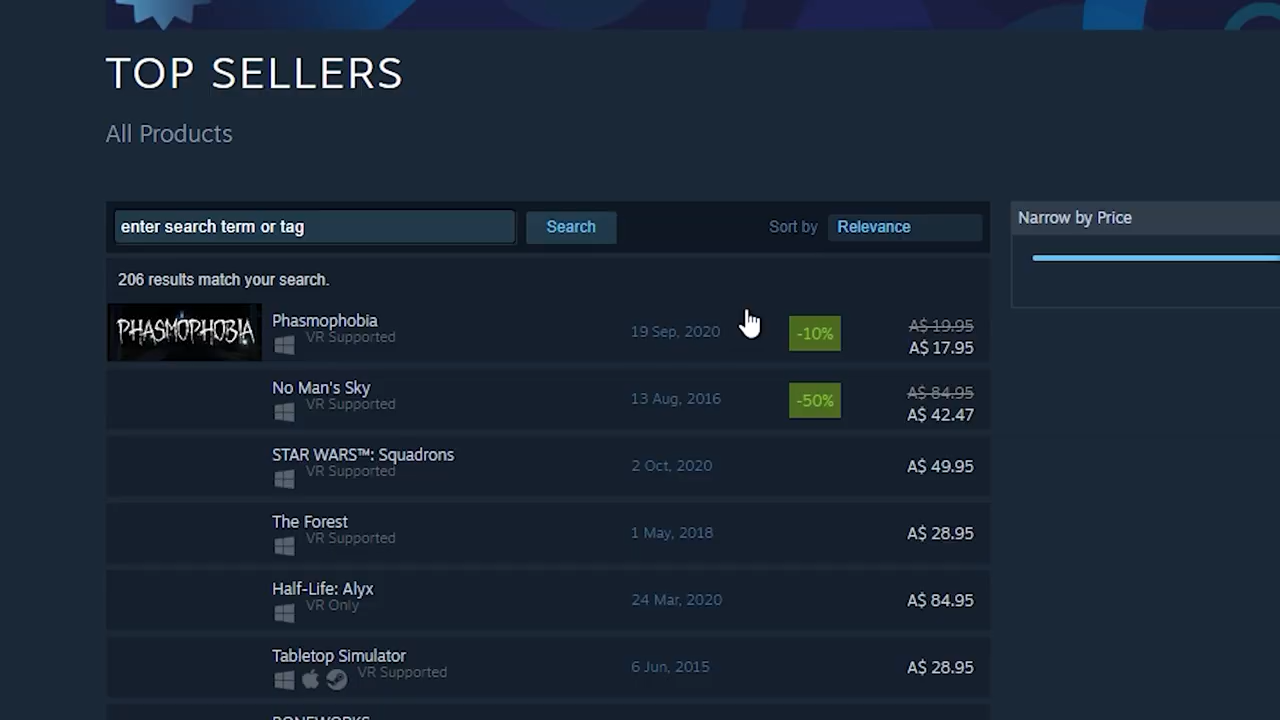 TOP SELLERS
All Products
enter search term or tag
Search
Sort by
Relevance
Narrow by Price
206 results match your search.
PHASMOPHOBIA
Phasmophobia
VR Supported
19 Sep, 2020
-10%
A$ 19.95
A$ 17.95
No Man's Sky
VR Supported
13 Aug, 2016
-50%
A$ 84.95
A$ 42.47
STAR WARS™: Squadrons
VR Supported
2 Oct, 2020
A$ 49.95
The Forest
VR Supported
1 May, 2018
A$ 28.95
Half-Life: Alyx
VR Only
24 Mar, 2020
A$ 84.95
Tabletop Simulator
VR Supported
6 Jun, 2015
A$ 28.95
BONEWORKS